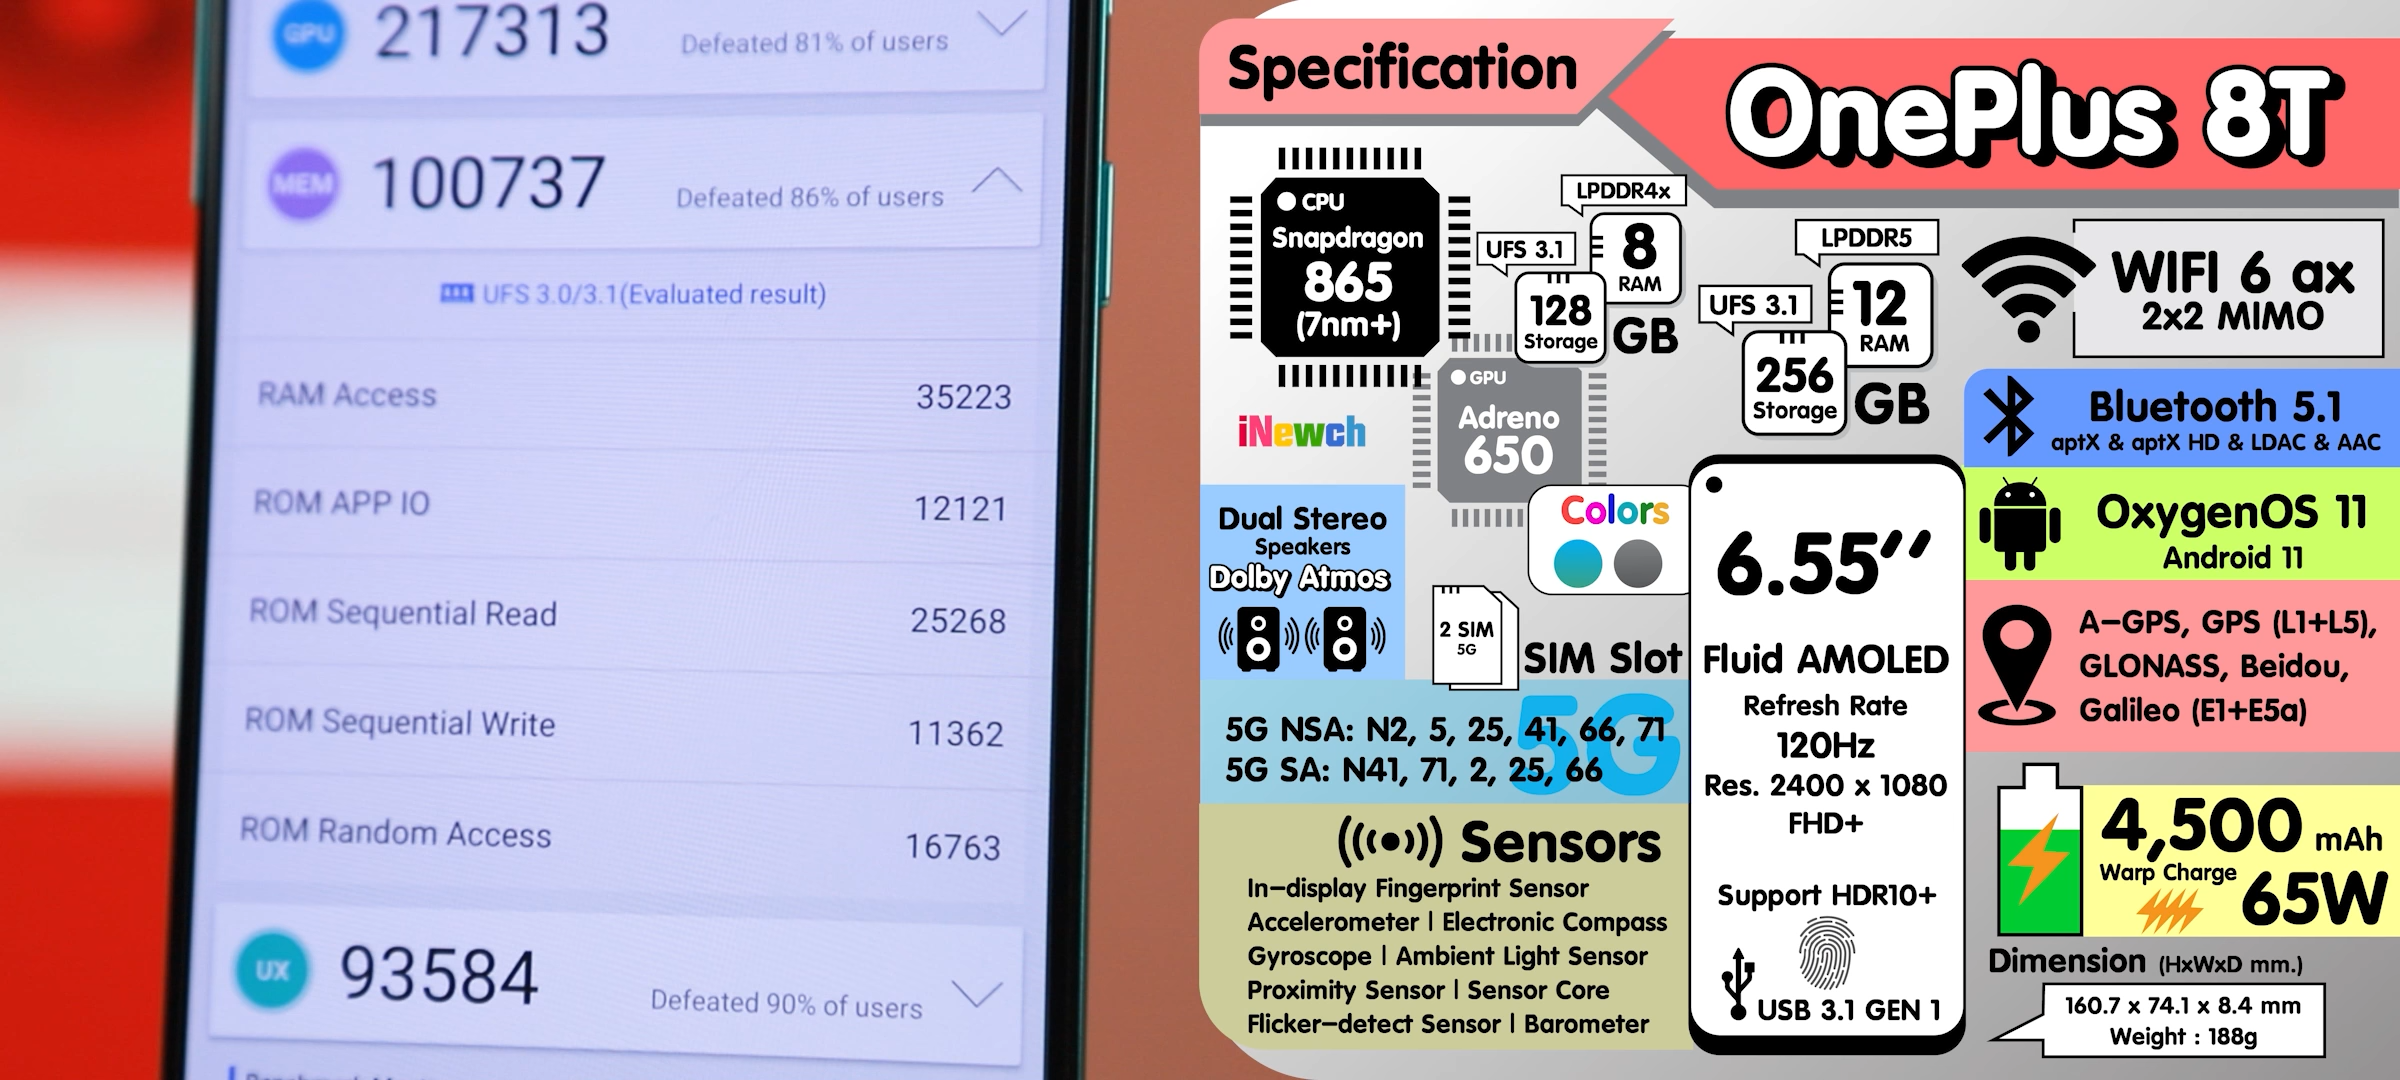 GPU 217313 Defeated 81% of users
MEM 100737 Defeated 86% of users
UFS 3.0/3.1(Evaluated result)
RAM Access 35223
ROM APP IO 12121
ROM Sequential Read 25268
ROM Sequential Write 11362
ROM Random Access 16763
UX 93584 Defeated 90% of users
Specification
OnePlus 8T
CPU
Snapdragon
865
(7nm+)
LPDDR4x
8
RAM
UFS 3.1
128
Storage
GB
LPDDR5
12
RAM
UFS 3.1
256
Storage
GB
GPU
Adreno
650
iNewch
WIFI 6 ax
2x2 MIMO
Bluetooth 5.1
aptX & aptX HD & LDAC & AAC
OxygenOS 11
Android 11
A-GPS, GPS (L1+L5),
GLONASS, Beidou,
Galileo (E1+E5a)
Dual Stereo
Speakers
Dolby Atmos
Colors
2 SIM
5G
SIM Slot
5G
5G NSA: N2, 5, 25, 41, 66, 71
5G SA: N41, 71, 2, 25, 66
Sensors
In-display Fingerprint Sensor
Accelerometer | Electronic Compass
Gyroscope | Ambient Light Sensor
Proximity Sensor | Sensor Core
Flicker-detect Sensor | Barometer
6.55″
Fluid AMOLED
Refresh Rate
120Hz
Res. 2400 x 1080
FHD+
Support HDR10+
USB 3.1 GEN 1
4,500 mAh
Warp Charge
65W
Dimension (HxWxD mm.)
160.7 x 74.1 x 8.4 mm
Weight : 188g